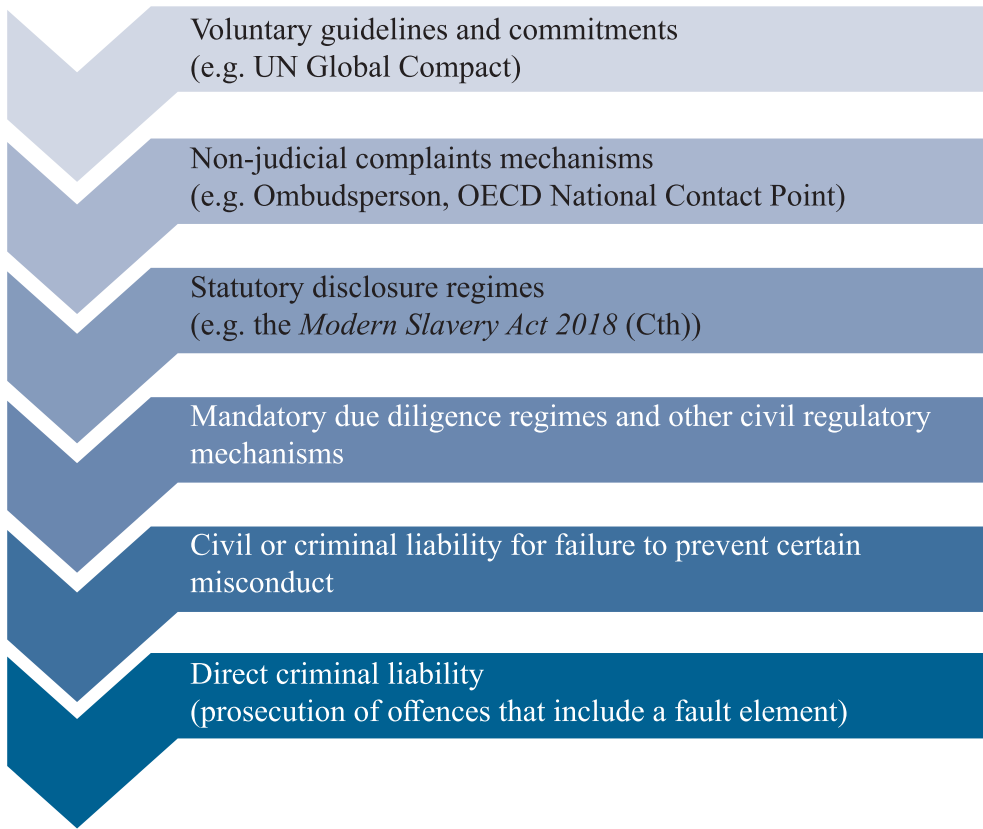 Voluntary guidelines and commitments
(e.g. UN Global Compact)
Non-judicial complaints mechanisms
(e.g. Ombudsperson, OECD National Contact Point)
Statutory disclosure regimes
(e.g. the Modern Slavery Act 2018 (Cth))
Mandatory due diligence regimes and other civil regulatory
mechanisms
Civil or criminal liability for failure to prevent certain
misconduct
Direct criminal liability
(prosecution of offences that include a fault element)